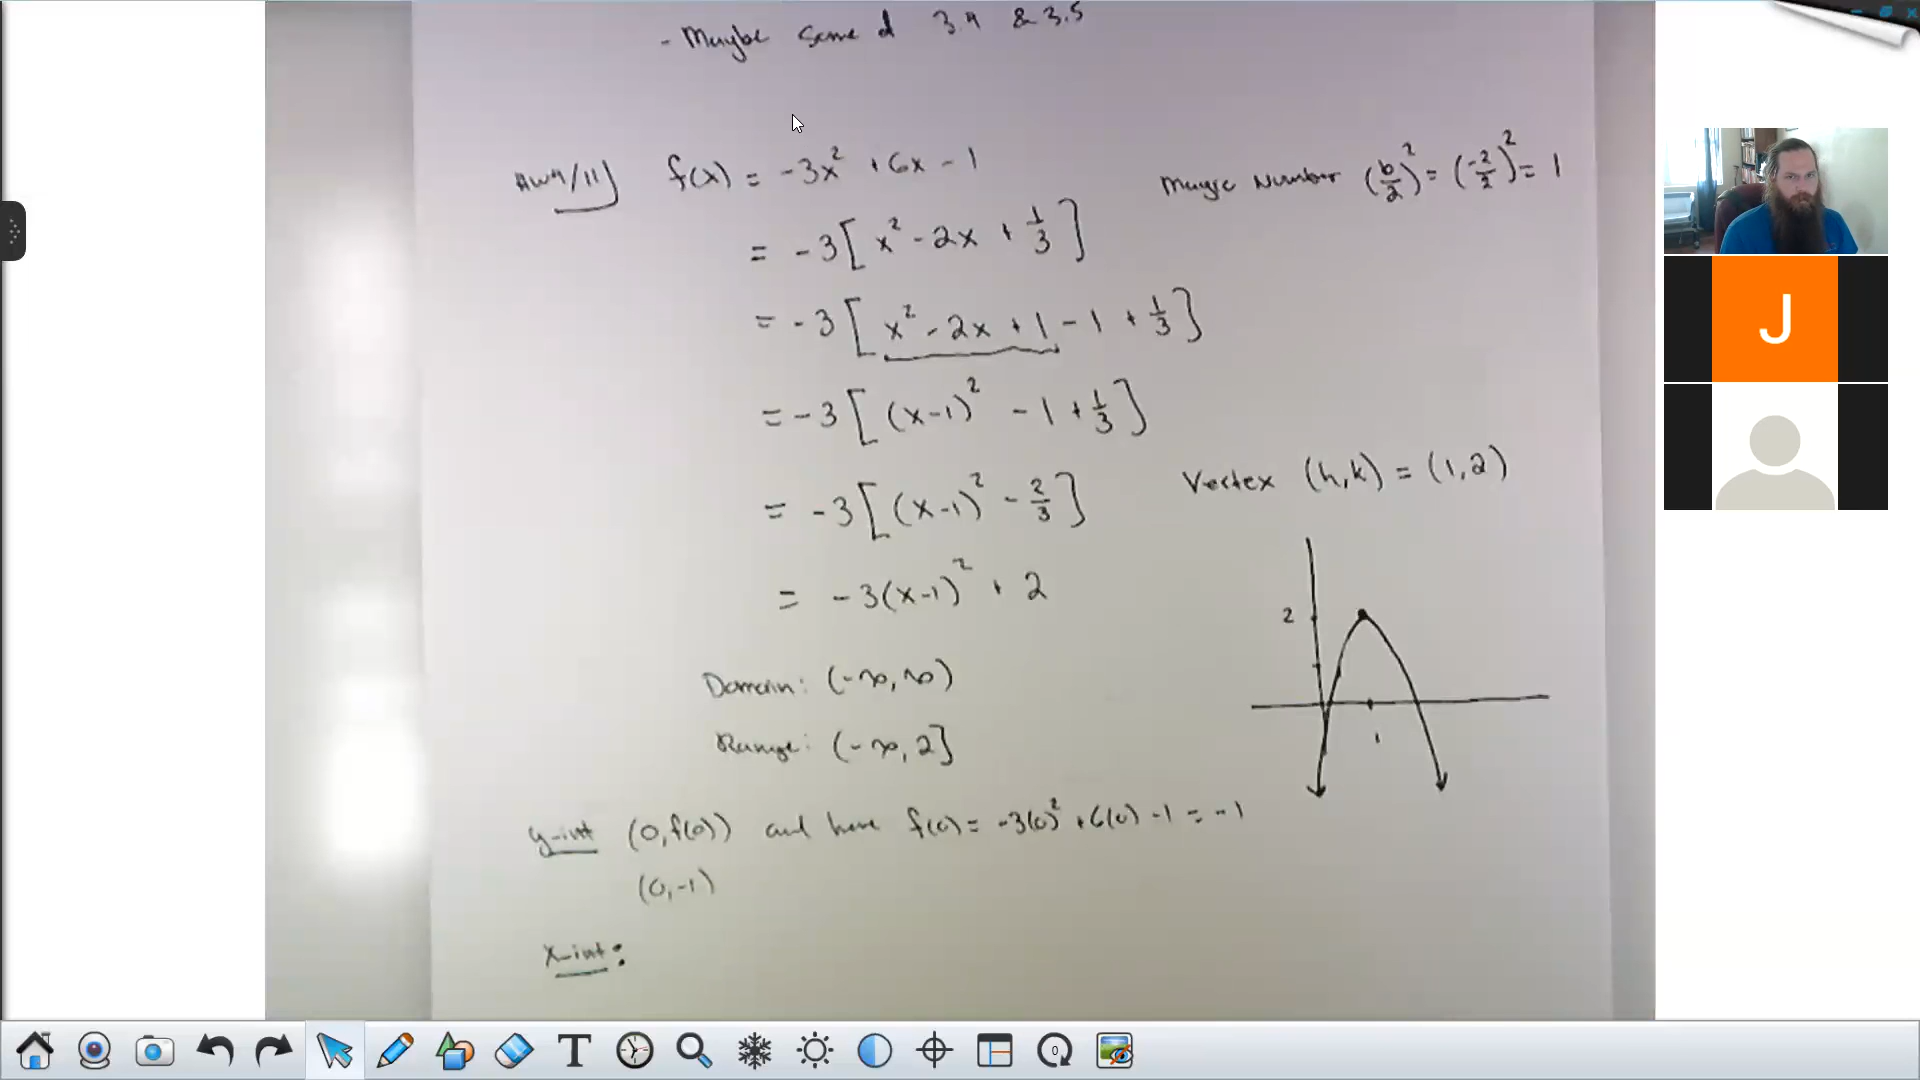 - Maybe some of 3.4 & 3.5
HW4/11) f(x) = -3x² + 6x - 1
Magic Number (b/2)² = (-2/2)² = 1
= -3[x² - 2x + 1/3]
= -3[x² - 2x + 1 - 1 + 1/3]
= -3[(x-1)² - 1 + 1/3]
= -3[(x-1)² - 2/3]
Vertex (h,k) = (1,2)
= -3(x-1)² + 2
2
1
Domain: (-∞,∞)
Range: (-∞,2]
y-int (0,f(0)) and here f(0) = -3(0)² + 6(0) - 1 = -1
(0,-1)
x-int:
J
T
0